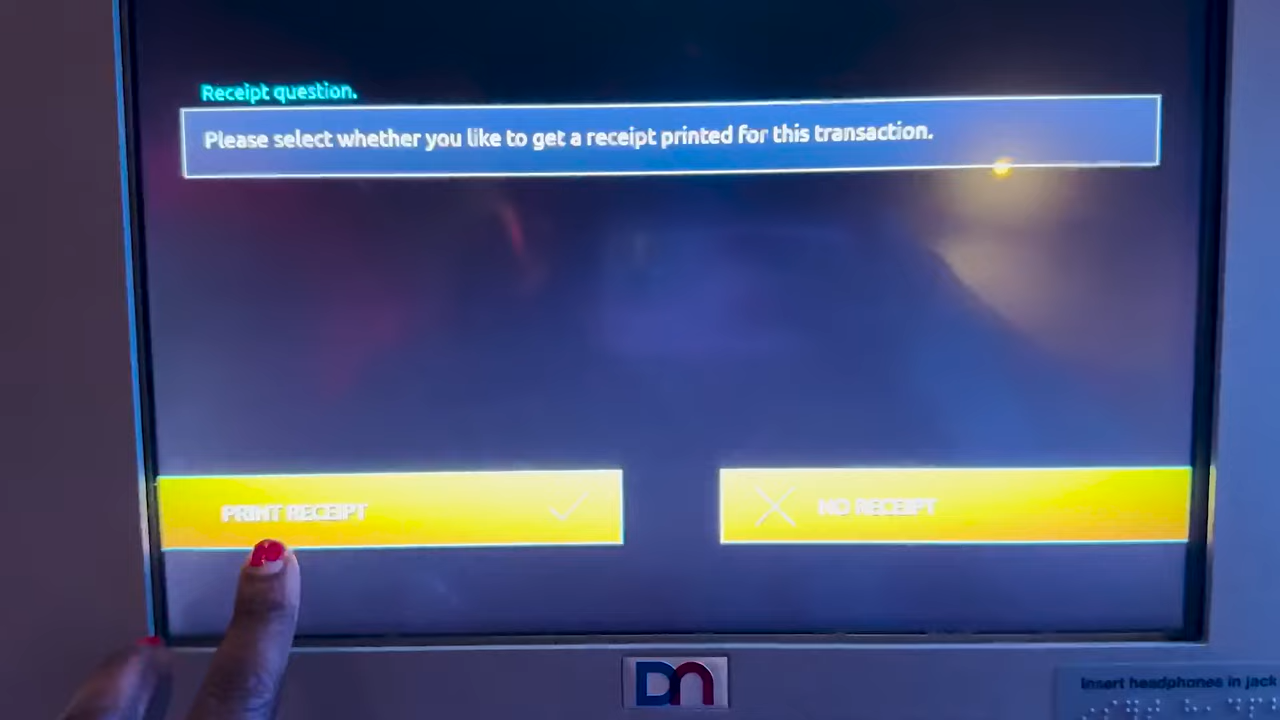 Receipt question.
Please select whether you like to get a receipt printed for this transaction.
PRINT RECEIPT
NO RECEIPT
DN
Insert headphones in jack